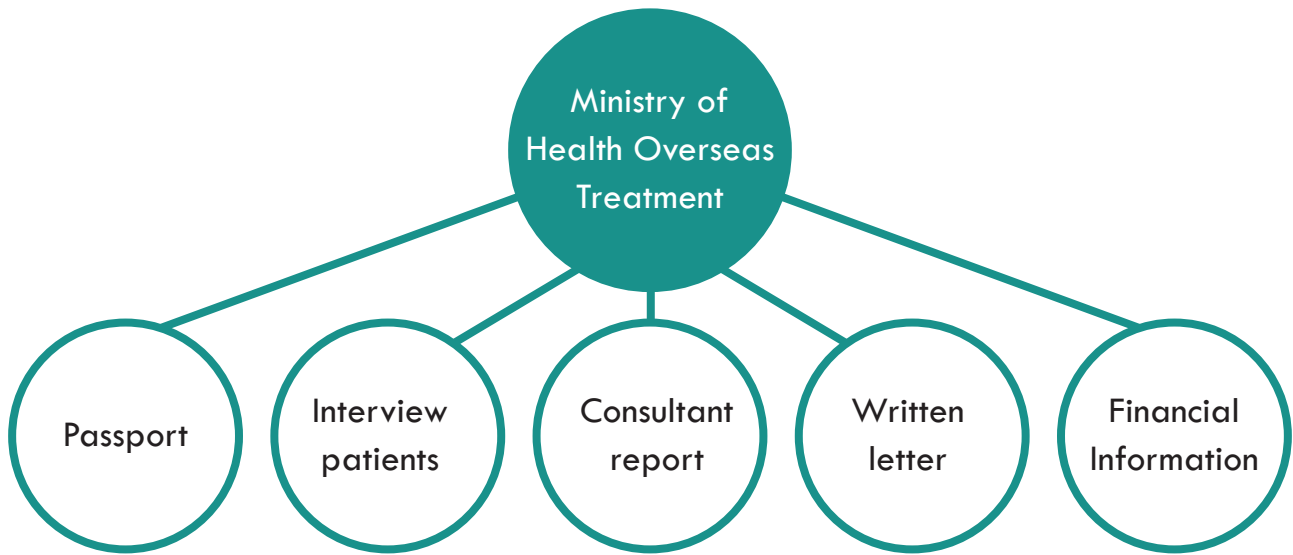 Ministry of
Health Overseas
Treatment
Passport
Interview
patients
Consultant
report
Written
letter
Financial
Information